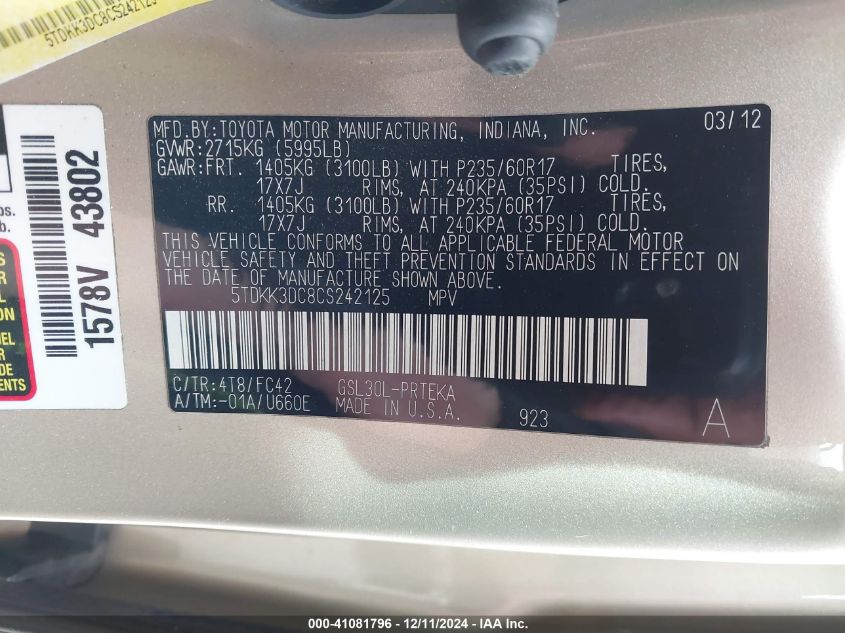 5TDKK3DC8CS242125
MFD.BY:TOYOTA MOTOR MANUFACTURING, INDIANA, INC. 03/12
GVWR:2715KG (5995LB)
GAWR:FRT. 1405KG (3100LB) WITH P235/60R17 TIRES,
17X7J RIMS, AT 240KPA (35PSI) COLD.
RR. 1405KG (3100LB) WITH P235/60R17 TIRES,
17X7J RIMS, AT 240KPA (35PSI) COLD.
THIS VEHICLE CONFORMS TO ALL APPLICABLE FEDERAL MOTOR
VEHICLE SAFETY AND THEFT PREVENTION STANDARDS IN EFFECT ON
THE DATE OF MANUFACTURE SHOWN ABOVE.
5TDKK3DC8CS242125 MPV
C/TR:4T8/FC42 GSL30L-PRTEKA
A/TM:-01A/U660E MADE IN U.S.A. 923 A
1578V 43802
000-41081796 - 12/11/2024 - IAA Inc.